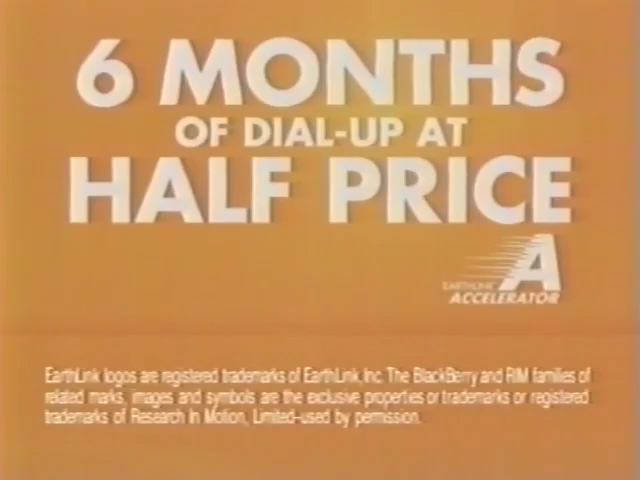 6 MONTHS
OF DIAL-UP AT
HALF PRICE
A
EARTHLINK
ACCELERATOR
EarthLink logos are registered trademarks of EarthLink, Inc. The BlackBerry and RIM families of
related marks, images and symbols are the exclusive properties or trademarks or registered
trademarks of Research In Motion, Limited–used by permission.